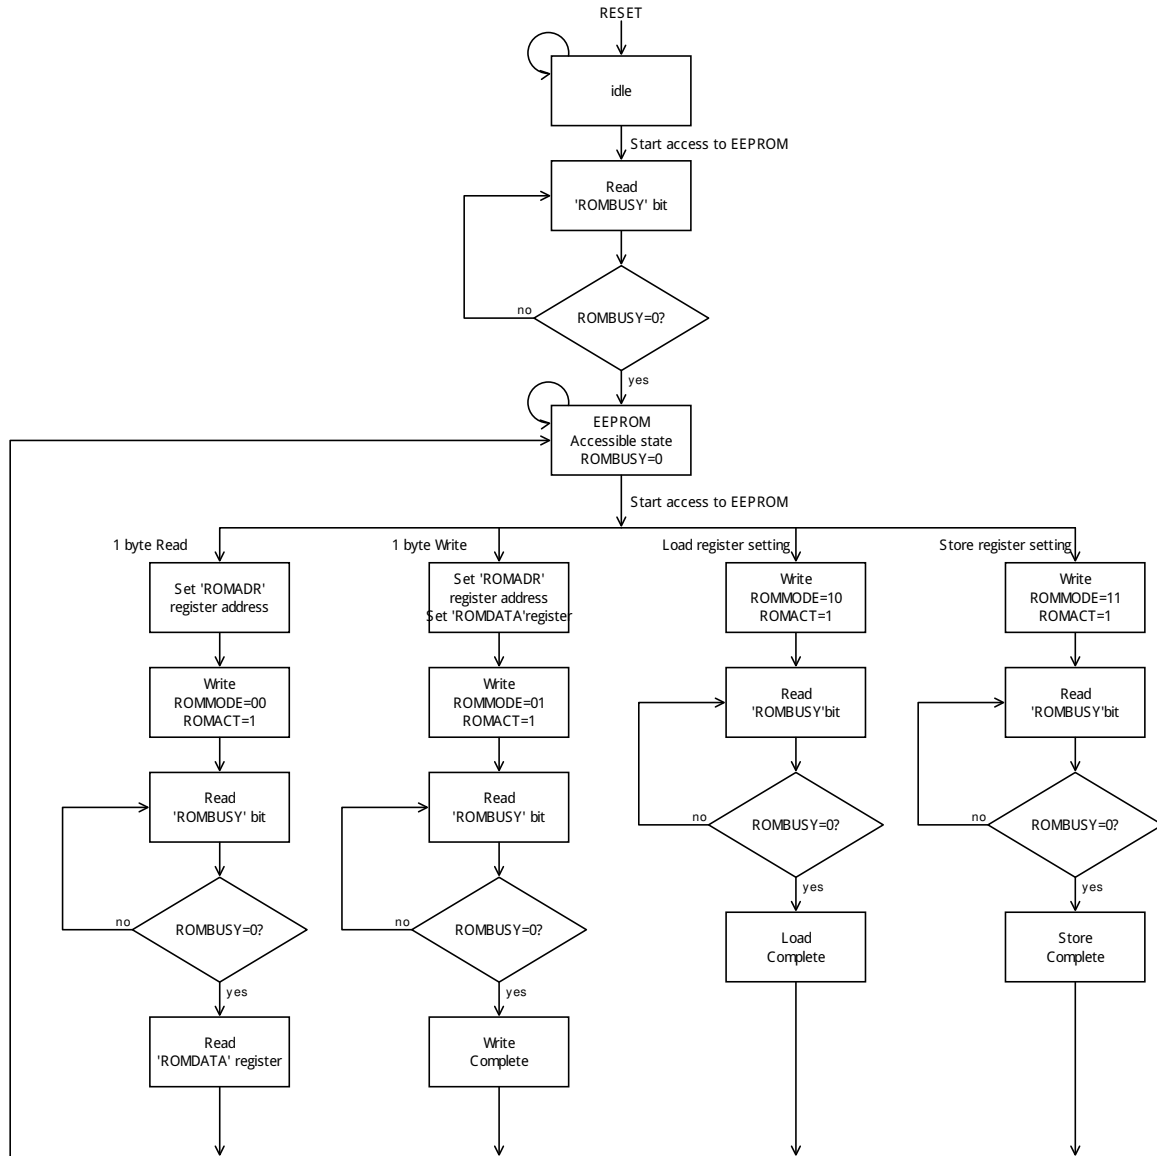 RESET
idle
Start access to EEPROM
Read
'ROMBUSY' bit
ROMBUSY=0?
no
yes
EEPROM
Accessible state
ROMBUSY=0
Start access to EEPROM
1 byte Read
Set 'ROMADR'
register address
Write
ROMMODE=00
ROMACT=1
Read
'ROMBUSY' bit
ROMBUSY=0?
no
yes
Read
'ROMDATA' register
1 byte Write
Set 'ROMADR'
register address
Set 'ROMDATA'register
Write
ROMMODE=01
ROMACT=1
Read
'ROMBUSY' bit
ROMBUSY=0?
no
yes
Write
Complete
Load register setting
Write
ROMMODE=10
ROMACT=1
Read
'ROMBUSY'bit
ROMBUSY=0?
no
yes
Load
Complete
Store register setting
Write
ROMMODE=11
ROMACT=1
Read
'ROMBUSY'bit
ROMBUSY=0?
no
yes
Store
Complete